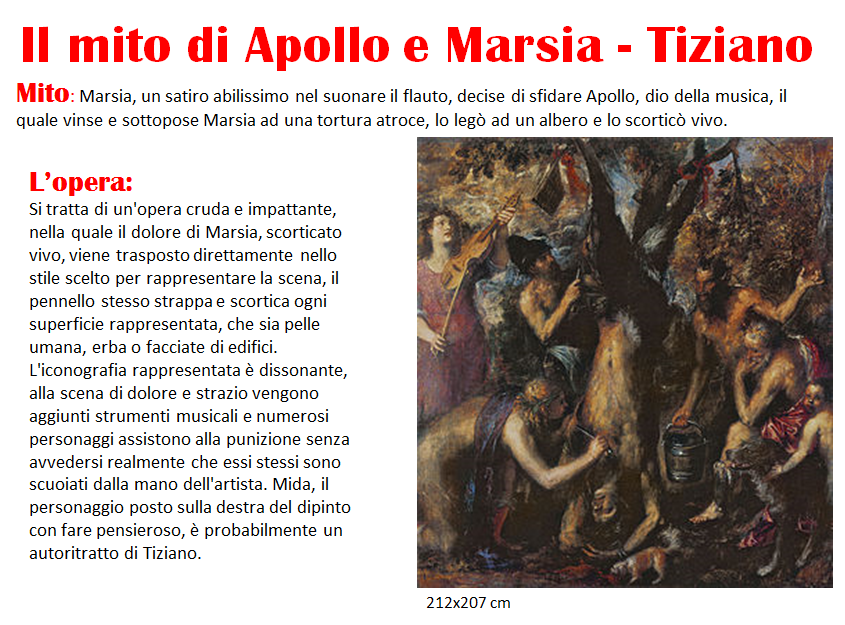 Il mito di Apollo e Marsia - Tiziano
Mito: Marsia, un satiro abilissimo nel suonare il flauto, decise di sfidare Apollo, dio della musica, il
quale vinse e sottopose Marsia ad una tortura atroce, lo legò ad un albero e lo scorticò vivo.
L’opera:
Si tratta di un'opera cruda e impattante,
nella quale il dolore di Marsia, scorticato
vivo, viene trasposto direttamente nello
stile scelto per rappresentare la scena, il
pennello stesso strappa e scortica ogni
superficie rappresentata, che sia pelle
umana, erba o facciate di edifici.
L'iconografia rappresentata è dissonante,
alla scena di dolore e strazio vengono
aggiunti strumenti musicali e numerosi
personaggi assistono alla punizione senza
avvedersi realmente che essi stessi sono
scuoiati dalla mano dell'artista. Mida, il
personaggio posto sulla destra del dipinto
con fare pensieroso, è probabilmente un
autoritratto di Tiziano.
212x207 cm